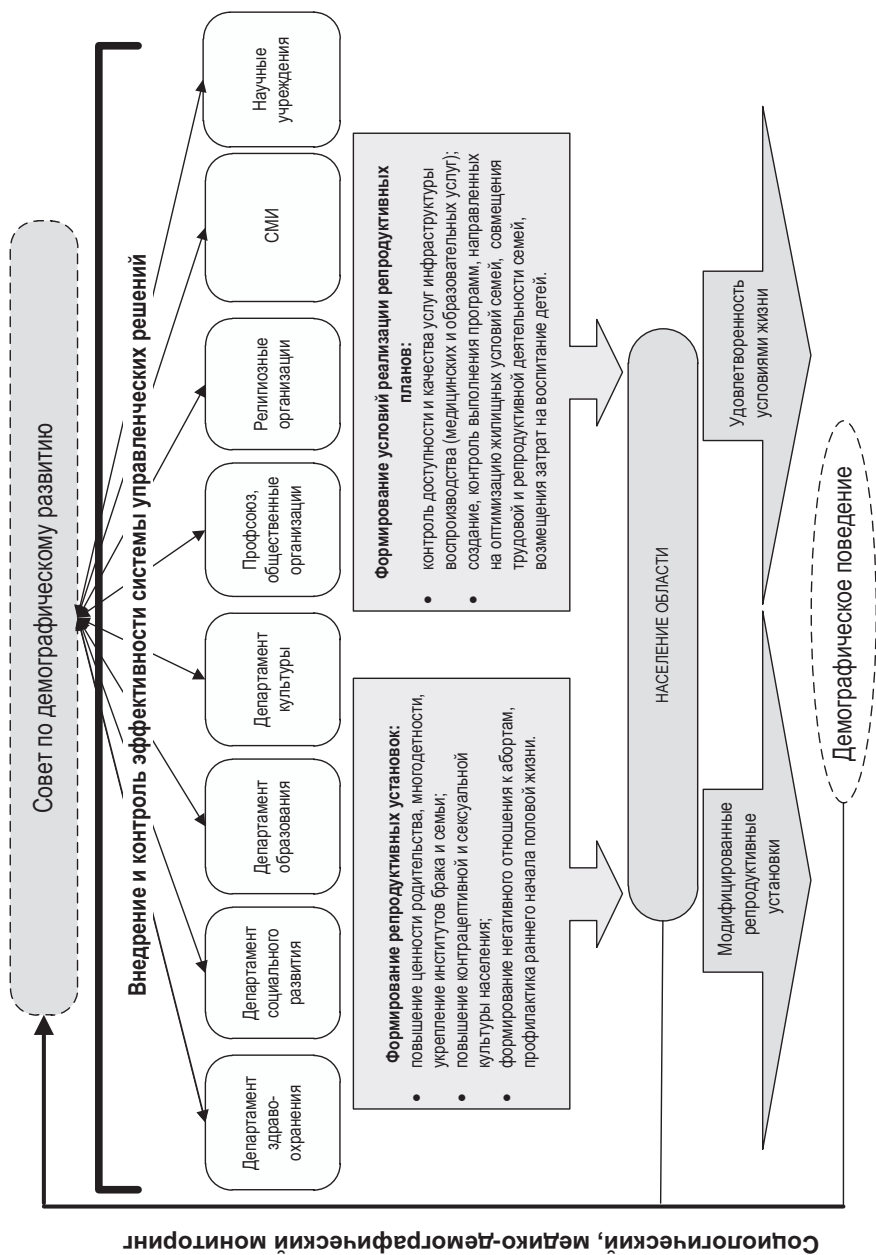 Совет по демографическому развитию
Внедрение и контроль эффективности системы управленческих решений
Департамент
здраво-
охранения
Департамент
социального
развития
Департамент
образования
Департамент
культуры
Профсоюз,
общественные
организации
Религиозные
организации
СМИ
Научные
учреждения
Формирование репродуктивных установок:
• повышение ценности родительства, многодетности,
укрепление институтов брака и семьи;
• повышение контрацептивной и сексуальной
культуры населения;
• формирование негативного отношения к абортам,
профилактика раннего начала половой жизни.
Формирование условий реализации репродуктивных
планов:
• контроль доступности и качества услуг инфраструктуры
воспроизводства (медицинских и образовательных услуг);
• создание, контроль выполнения программ, направленных
на оптимизацию жилищных условий семей, совмещения
трудовой и репродуктивной деятельности семей,
возмещения затрат на воспитание детей.
НАСЕЛЕНИЕ ОБЛАСТИ
Модифицированные
репродуктивные
установки
Удовлетворенность
условиями жизни
Демографическое поведение
Социологический, медико-демографический мониторинг